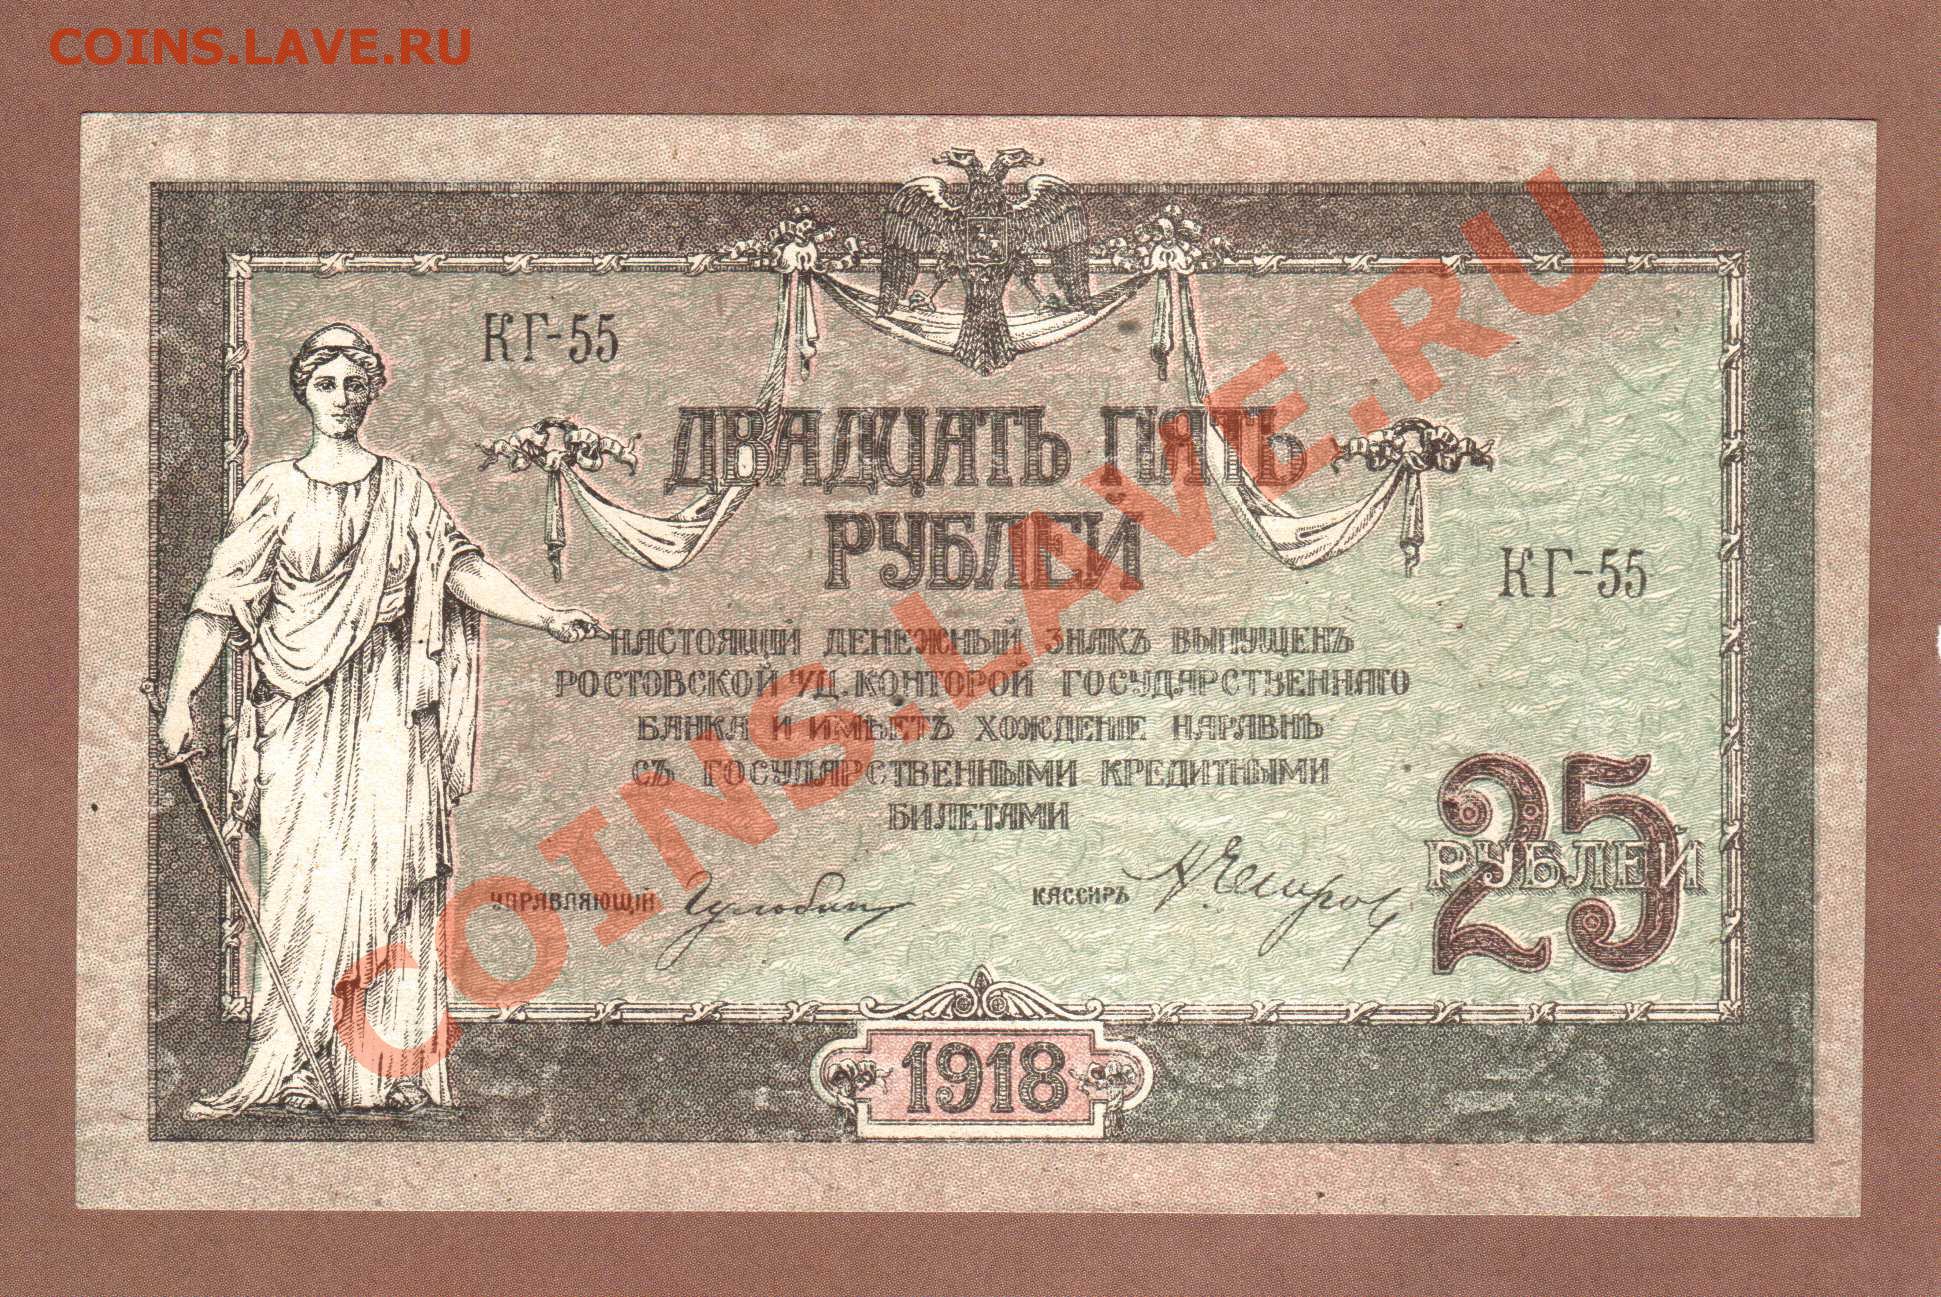 COINS.LAVE.RU
КГ-55
ДВАДЦАТЬ ПЯТЬ
РУБЛЕЙ
КГ-55
НАСТОЯЩІЙ ДЕНЕЖНЫЙ ЗНАКЪ ВЫПУЩЕНЪ
РОСТОВСКОЙ Н/Д. КОНТОРОЙ ГОСУДАРСТВЕННАГО
БАНКА И ИМѢЕТЪ ХОЖДЕНІЕ НАРАВНѢ
СЪ ГОСУДАРСТВЕННЫМИ КРЕДИТНЫМИ
БИЛЕТАМИ
25
РУБЛЕЙ
УПРАВЛЯЮЩІЙ
КАССИРЪ
1918
COINS.LAVE.RU